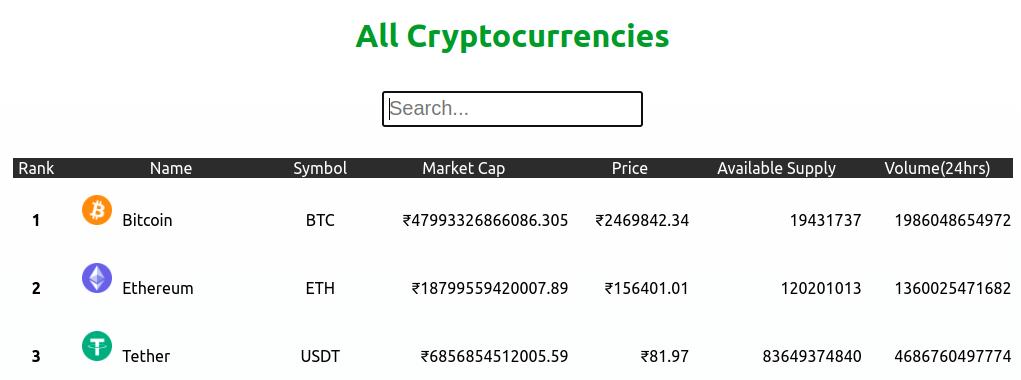 All Cryptocurrencies
Search...
Rank Name Symbol Market Cap Price Available Supply Volume(24hrs)
1 Bitcoin BTC ₹47993326866086.305 ₹2469842.34 19431737 1986048654972
2 Ethereum ETH ₹18799559420007.89 ₹156401.01 120201013 1360025471682
3 Tether USDT ₹6856854512005.59 ₹81.97 83649374840 4686760497774